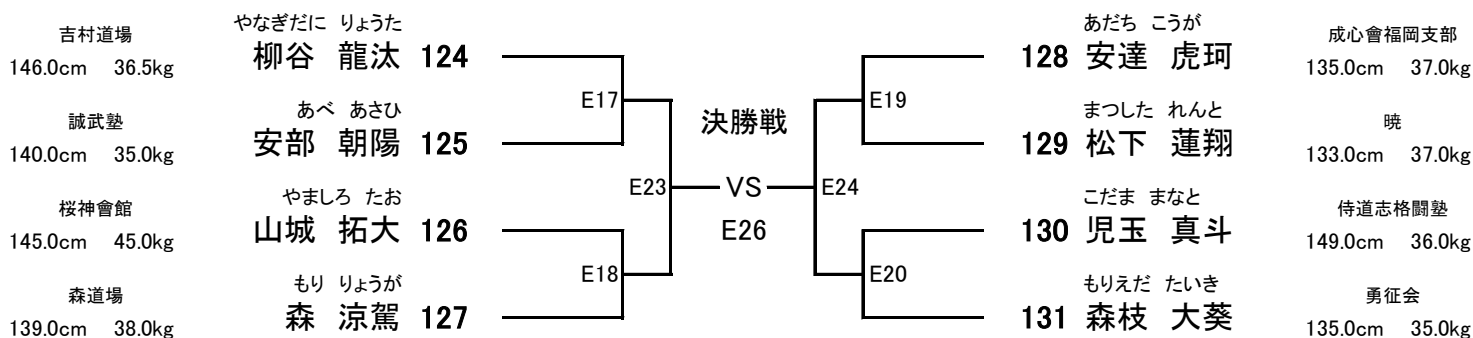 吉村道場
146.0cm 36.5kg
やなぎだに りょうた
柳谷 龍汰 124
誠武塾
140.0cm 35.0kg
あべ あさひ
安部 朝陽 125
桜神會館
145.0cm 45.0kg
やましろ たお
山城 拓大 126
森道場
139.0cm 38.0kg
もり りょうが
森 涼駕 127
E17
E18
E23
決勝戦
VS
E26
E24
E19
E20
あだち こうが
128 安達 虎珂
成心會福岡支部
135.0cm 37.0kg
まつした れんと
129 松下 蓮翔
暁
133.0cm 37.0kg
こだま まなと
130 児玉 真斗
侍道志格闘塾
149.0cm 36.0kg
もりえだ たいき
131 森枝 大葵
勇征会
135.0cm 35.0kg